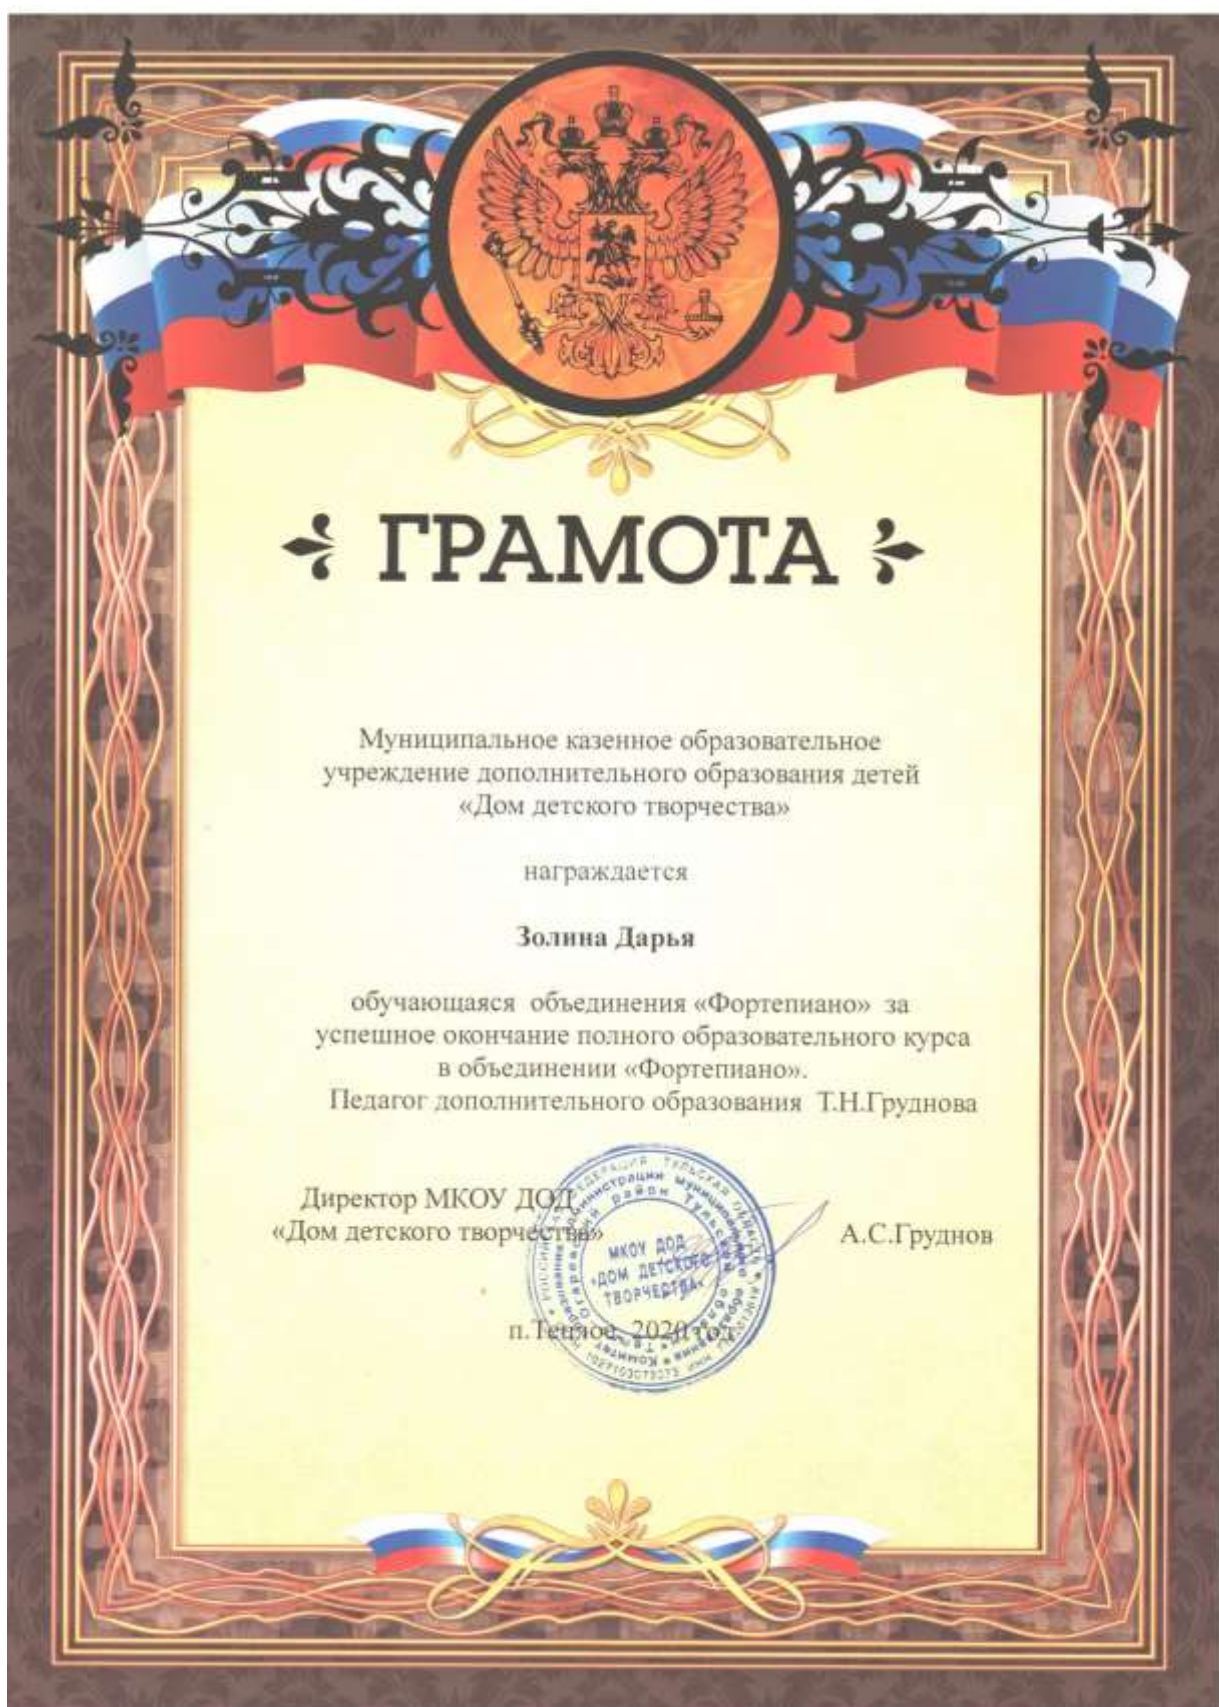 ГРАМОТА
Муниципальное казенное образовательное
учреждение дополнительного образования детей
«Дом детского творчества»
награждается
Золина Дарья
обучающаяся объединения «Фортепиано» за
успешное окончание полного образовательного курса
в объединении «Фортепиано».
Педагог дополнительного образования Т.Н.Груднова
Директор МКОУ ДОД
«Дом детского творчества»
А.С.Груднов
МКОУ ДОД
«ДОМ ДЕТСКОГО
ТВОРЧЕСТВА»
п.Теплое, 2020 год